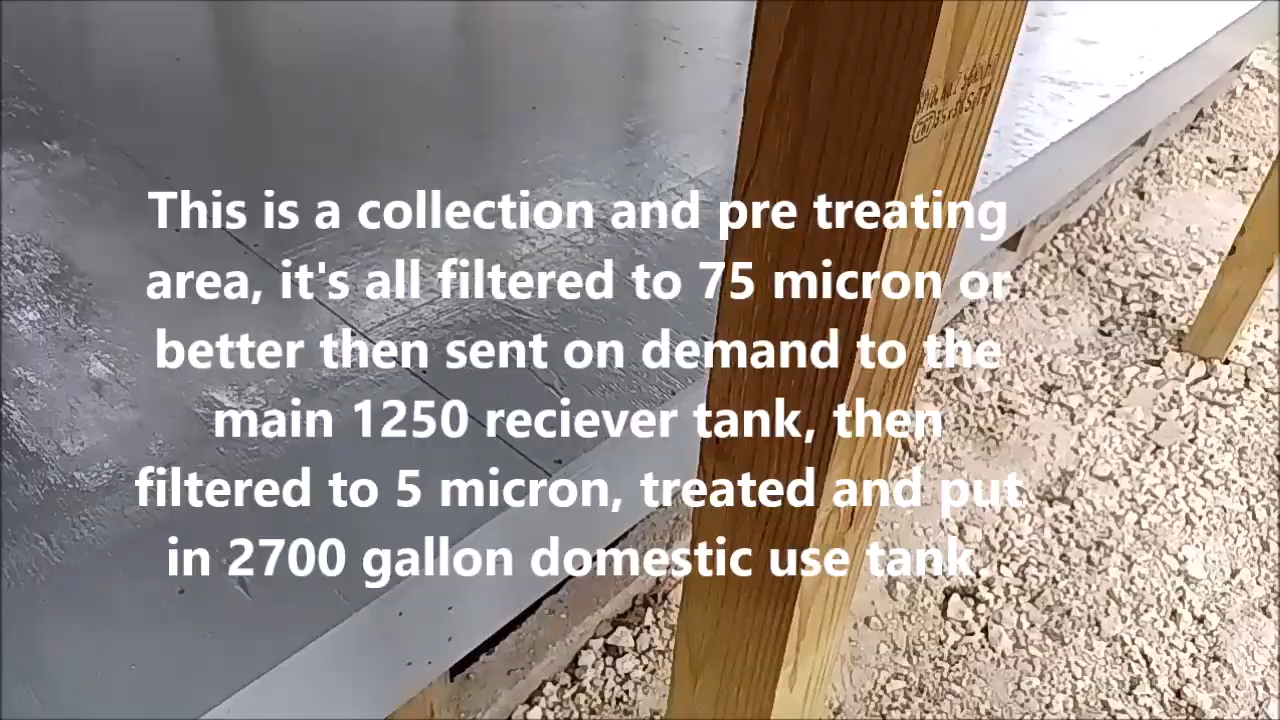 This is a collection and pre treating
area, it's all filtered to 75 micron or
better then sent on demand to the
main 1250 reciever tank, then
filtered to 5 micron, treated and put
in 2700 gallon domestic use tank.